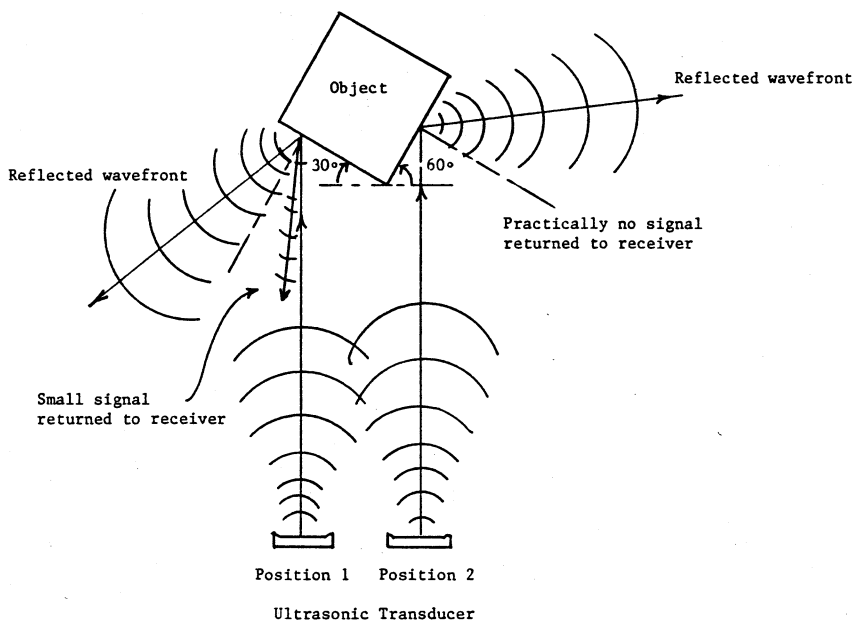 Object
Reflected wavefront
30°
60°
Reflected wavefront
Practically no signal
returned to receiver
Small signal
returned to receiver
Position 1
Position 2
Ultrasonic Transducer